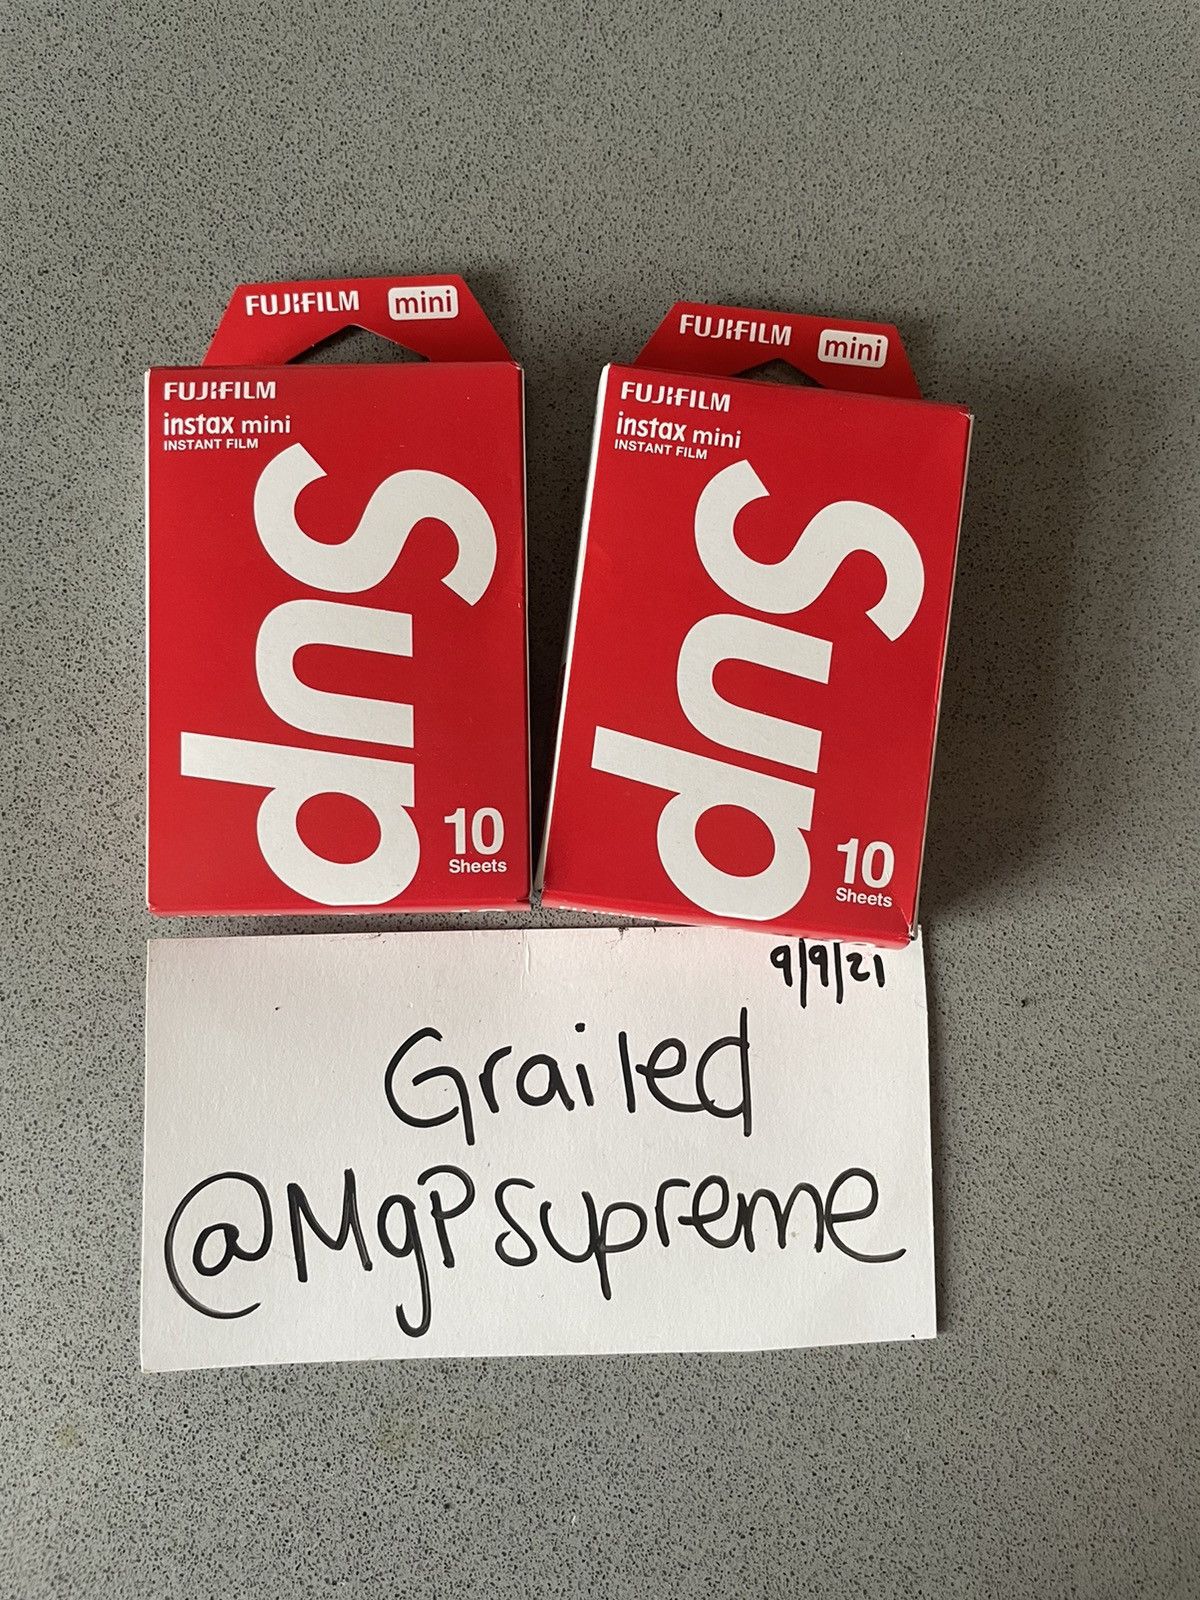 FUJIFILM mini
FUJIFILM
instax mini
INSTANT FILM
Sup
10
Sheets
FUJIFILM mini
FUJIFILM
instax mini
INSTANT FILM
Sup
10
Sheets
9/9/21
Grailed
@MgPsupreme